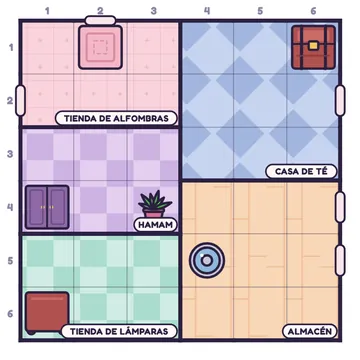 1 2 3 4 5 6
1
2
TIENDA DE ALFOMBRAS
3
CASA DE TÉ
4
HAMAM
5
6
TIENDA DE LÁMPARAS
ALMACÉN